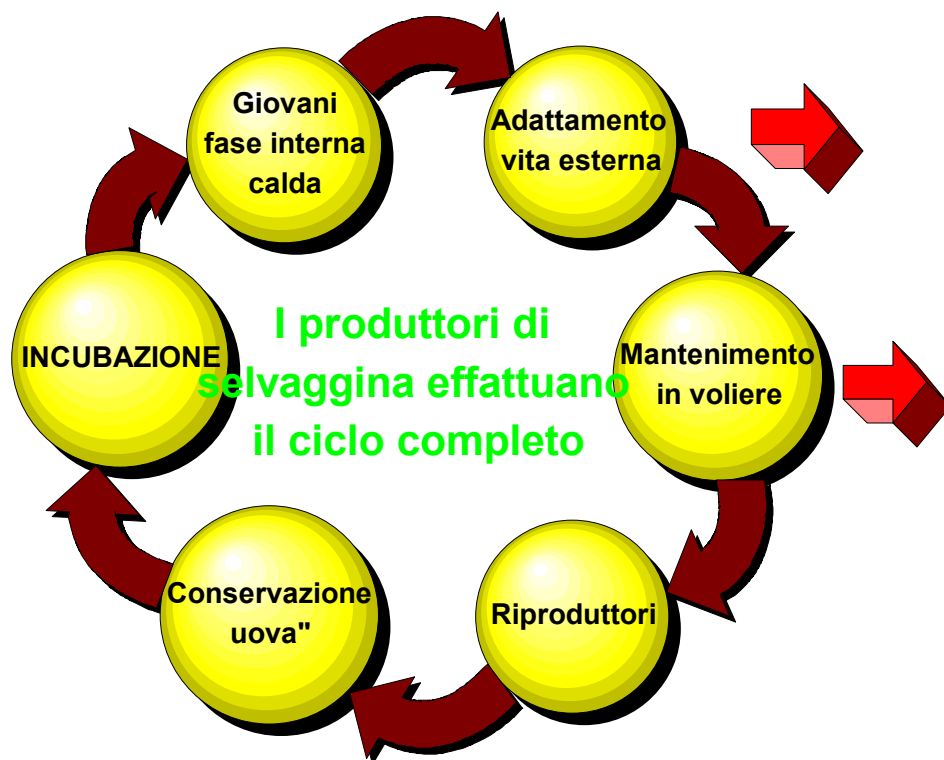 Giovani
fase interna
calda
Adattamento
vita esterna
Mantenimento
in voliere
Riproduttori
Conservazione
uova"
INCUBAZIONE
I produttori di
selvaggina effattuano
il ciclo completo